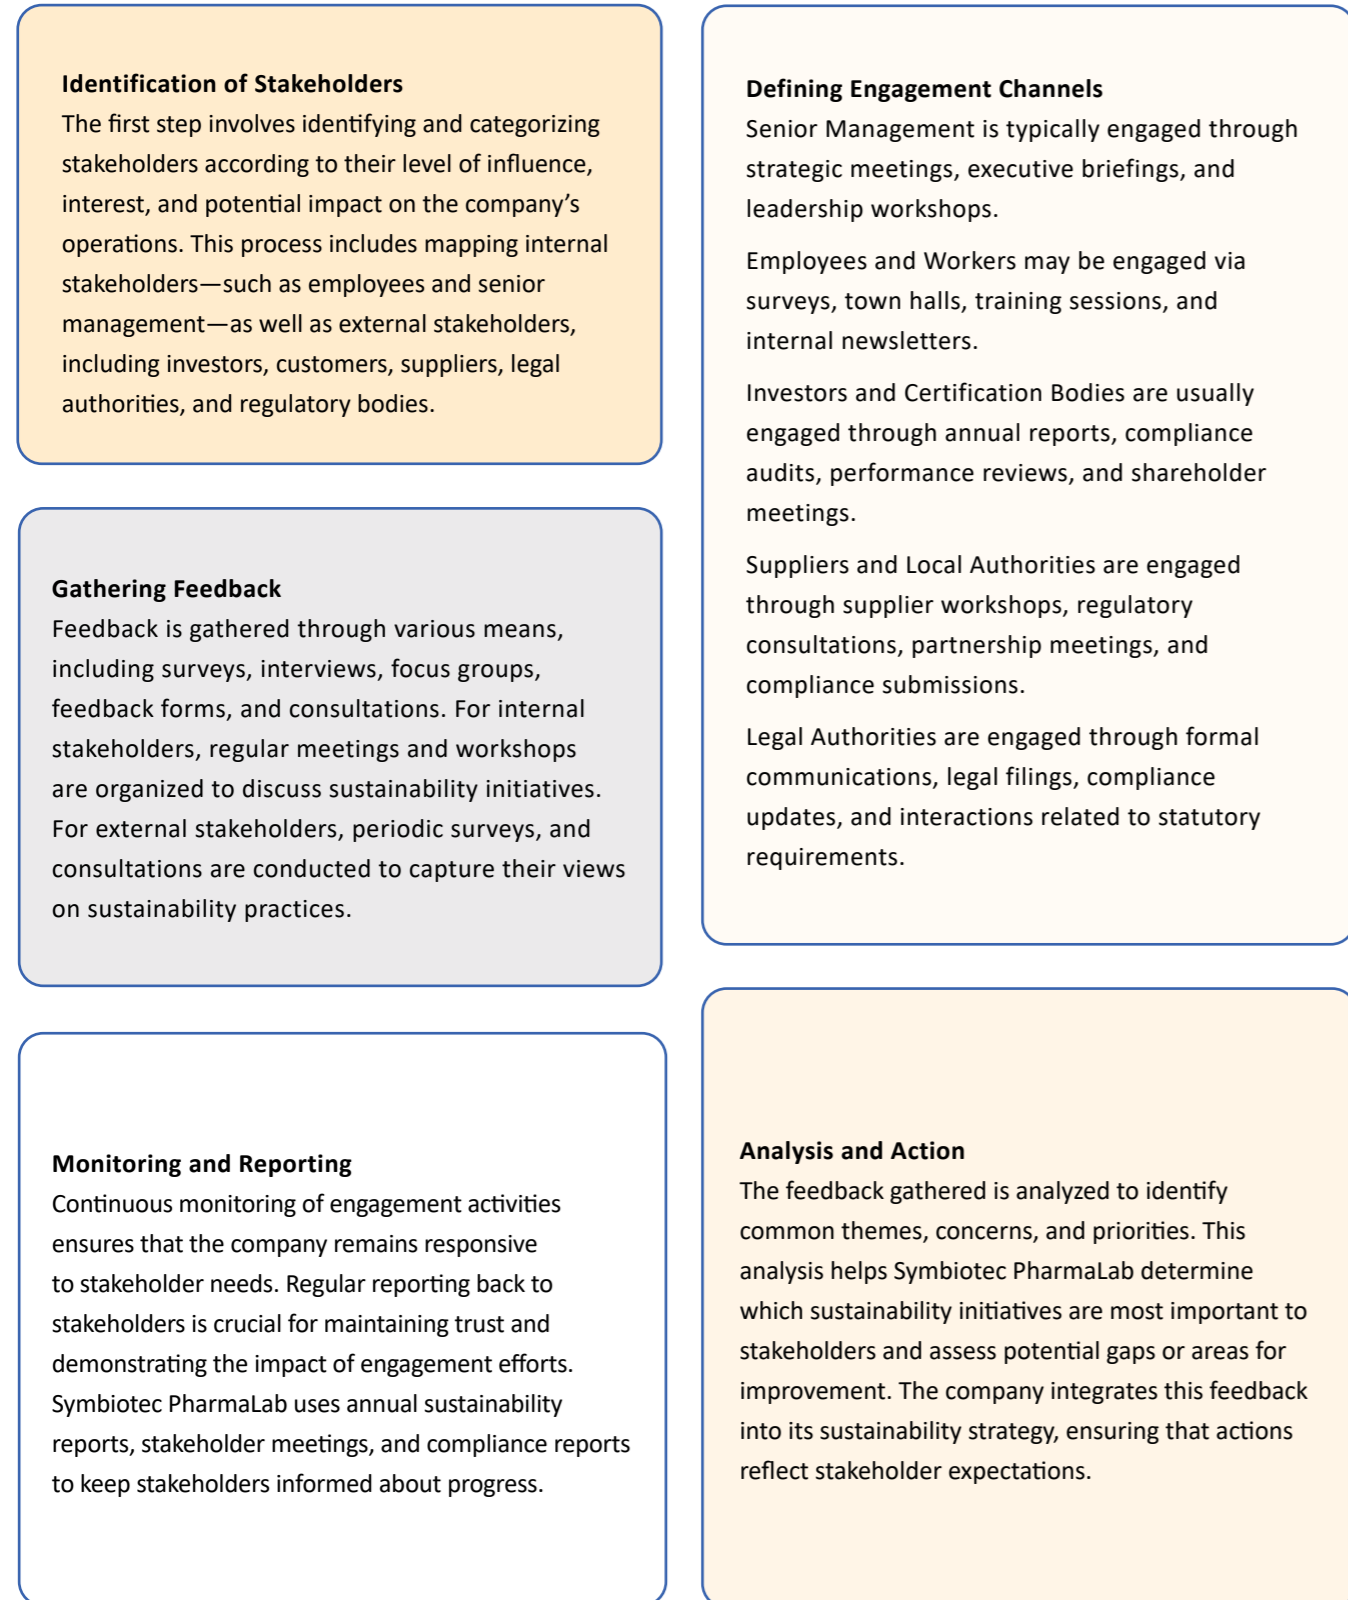 Identification of Stakeholders
The first step involves identifying and categorizing
stakeholders according to their level of influence,
interest, and potential impact on the company’s
operations. This process includes mapping internal
stakeholders—such as employees and senior
management—as well as external stakeholders,
including investors, customers, suppliers, legal
authorities, and regulatory bodies.
Defining Engagement Channels
Senior Management is typically engaged through
strategic meetings, executive briefings, and
leadership workshops.
Employees and Workers may be engaged via
surveys, town halls, training sessions, and
internal newsletters.
Investors and Certification Bodies are usually
engaged through annual reports, compliance
audits, performance reviews, and shareholder
meetings.
Suppliers and Local Authorities are engaged
through supplier workshops, regulatory
consultations, partnership meetings, and
compliance submissions.
Legal Authorities are engaged through formal
communications, legal filings, compliance
updates, and interactions related to statutory
requirements.
Gathering Feedback
Feedback is gathered through various means,
including surveys, interviews, focus groups,
feedback forms, and consultations. For internal
stakeholders, regular meetings and workshops
are organized to discuss sustainability initiatives.
For external stakeholders, periodic surveys, and
consultations are conducted to capture their views
on sustainability practices.
Analysis and Action
The feedback gathered is analyzed to identify
common themes, concerns, and priorities. This
analysis helps Symbiotec PharmaLab determine
which sustainability initiatives are most important to
stakeholders and assess potential gaps or areas for
improvement. The company integrates this feedback
into its sustainability strategy, ensuring that actions
reflect stakeholder expectations.
Monitoring and Reporting
Continuous monitoring of engagement activities
ensures that the company remains responsive
to stakeholder needs. Regular reporting back to
stakeholders is crucial for maintaining trust and
demonstrating the impact of engagement efforts.
Symbiotec PharmaLab uses annual sustainability
reports, stakeholder meetings, and compliance reports
to keep stakeholders informed about progress.